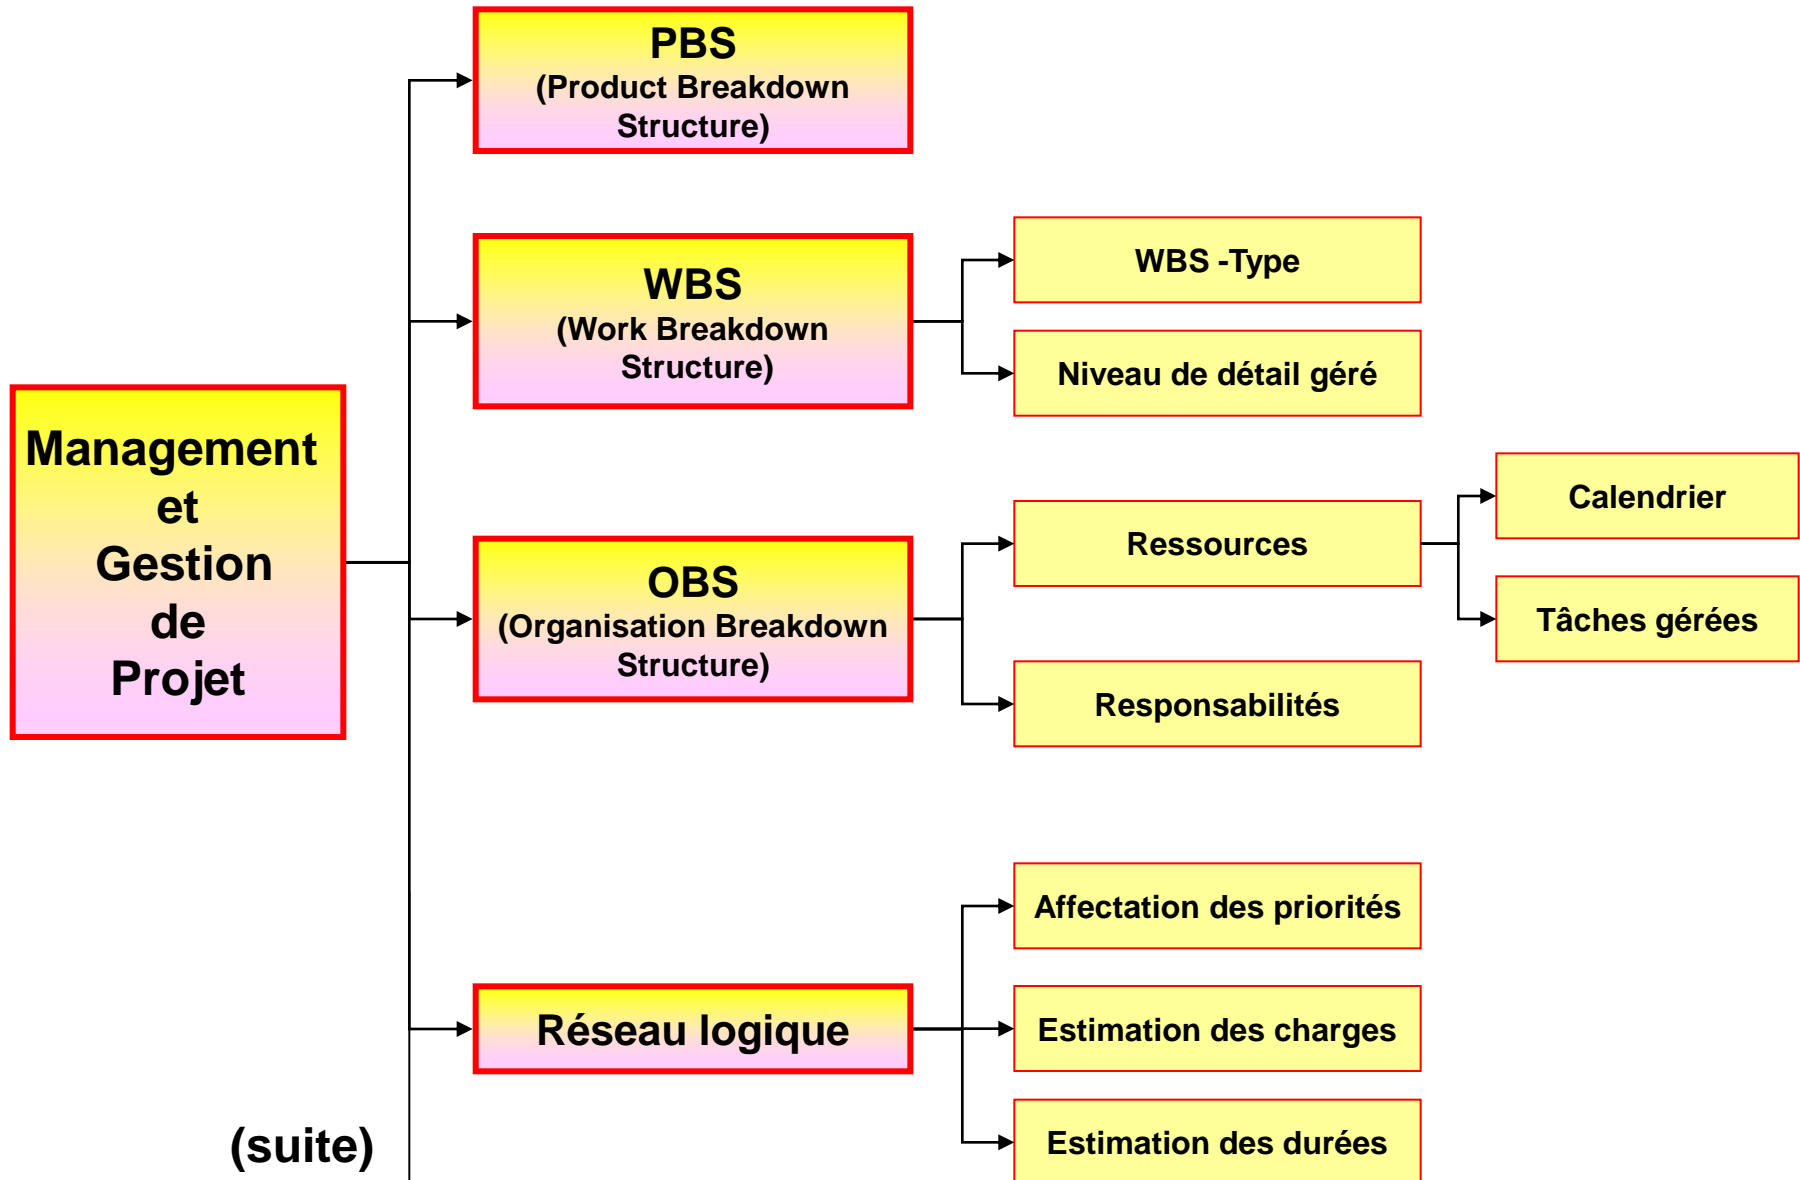 Management
et
Gestion
de
Projet
PBS
(Product Breakdown
Structure)
WBS
(Work Breakdown
Structure)
WBS -Type
Niveau de détail géré
OBS
(Organisation Breakdown
Structure)
Ressources
Calendrier
Tâches gérées
Responsabilités
Réseau logique
Affectation des priorités
Estimation des charges
Estimation des durées
(suite)